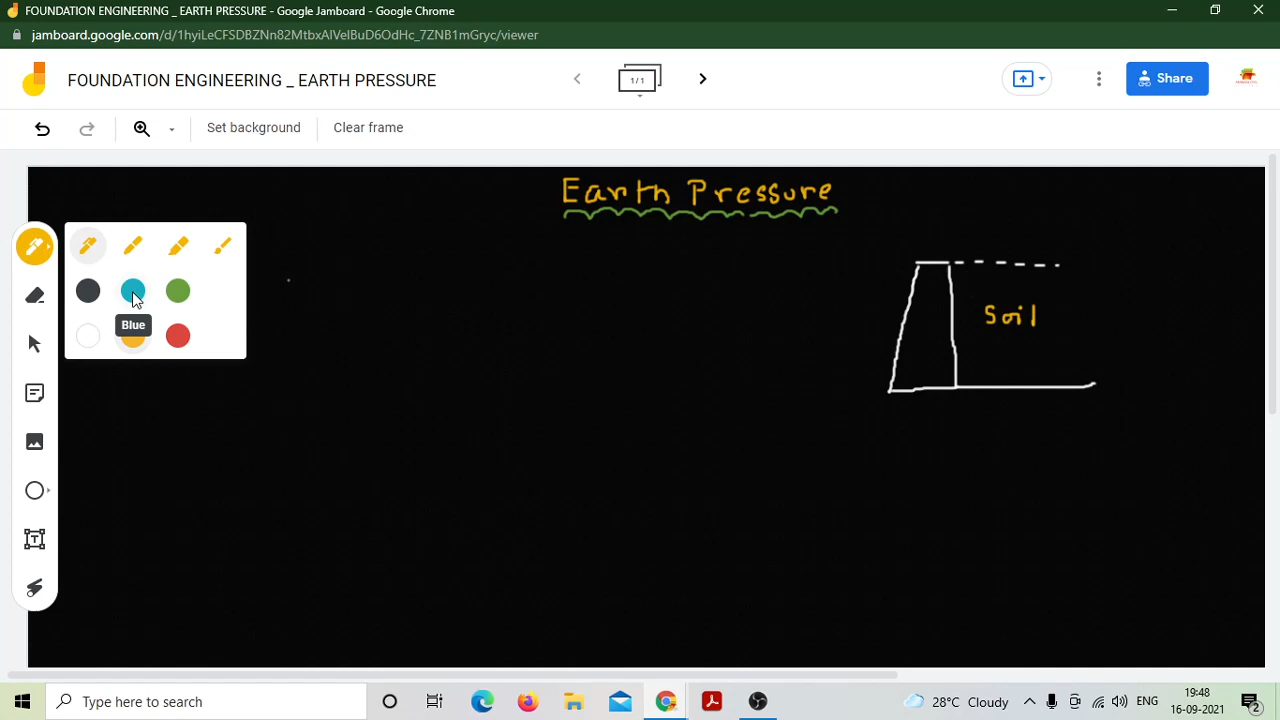 FOUNDATION ENGINEERING _ EARTH PRESSURE - Google Jamboard - Google Chrome
jamboard.google.com/d/1hyiLeCFSDBZNn82MtbxAlVelBuD6OdHc_7ZNB1mGryc/viewer
FOUNDATION ENGINEERING _ EARTH PRESSURE
1 / 1
Share
Set background
Clear frame
Earth Pressure
Blue
Soil
Type here to search
28°C Cloudy
ENG
19:48
16-09-2021
2